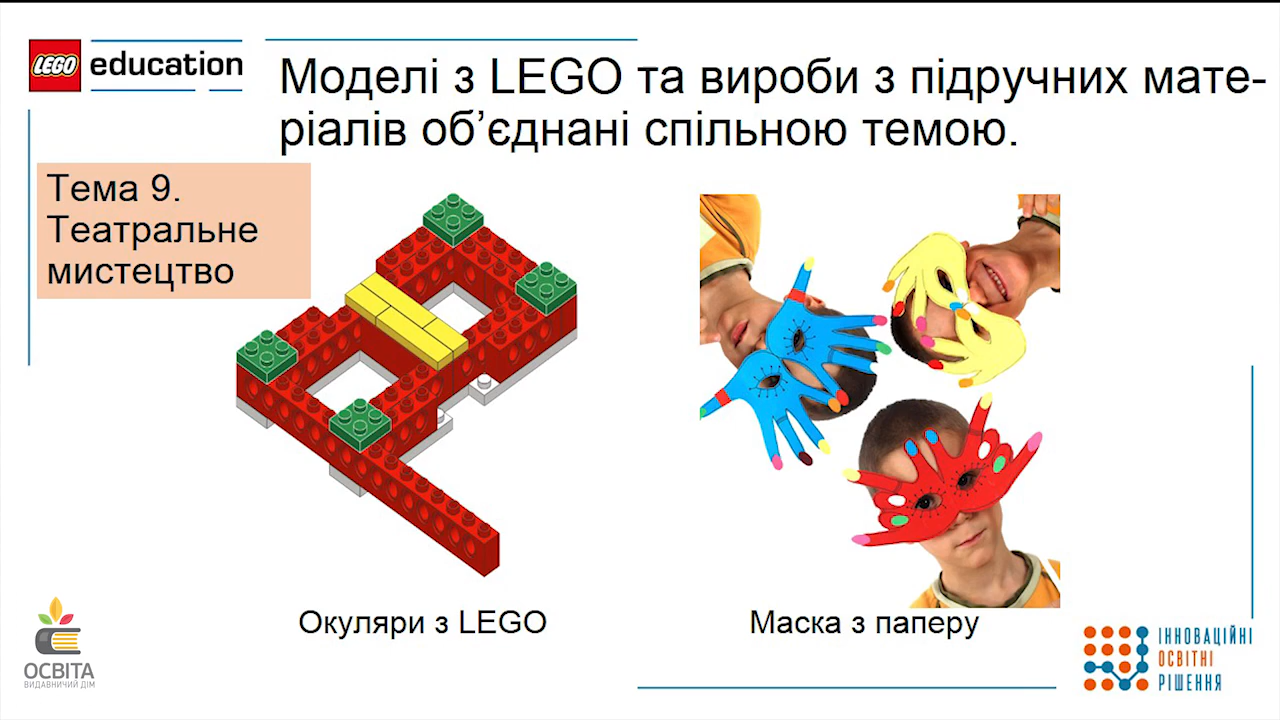 LEGO education
Моделі з LEGO та вироби з підручних мате-
ріалів об’єднані спільною темою.
Тема 9.
Театральне
мистецтво
Окуляри з LEGO
Маска з паперу
ОСВІТА
ВИДАВНИЧИЙ ДІМ
ІННОВАЦІЙНІ
ОСВІТНІ
РІШЕННЯ